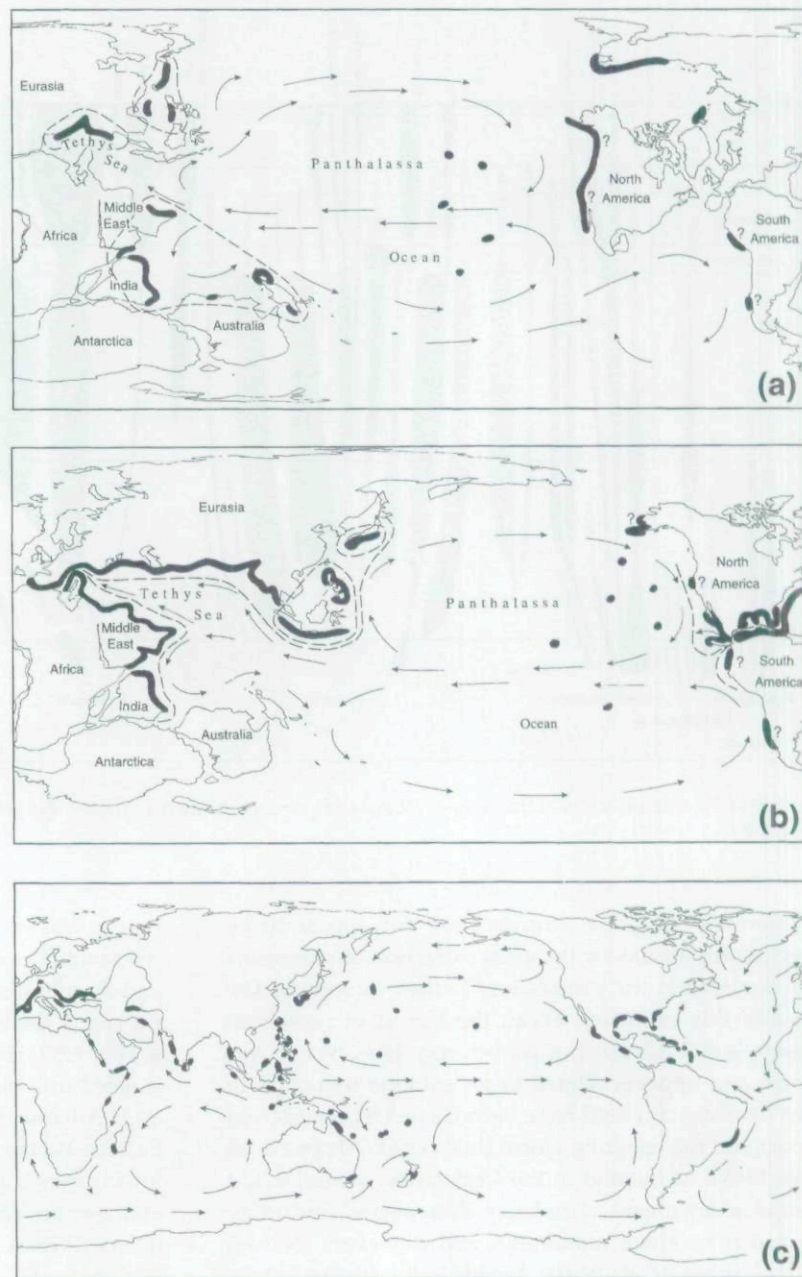 Eurasia
Tethys
Sea
Panthalassa
Middle
East
Africa
India
Ocean
Antarctica
Australia
?
?
North
America
?
South
America
?
(a)
Eurasia
?
Tethys
Sea
Panthalassa
North
America
?
Middle
East
Africa
?
South
America
India
Australia
Ocean
?
Antarctica
(b)
(c)